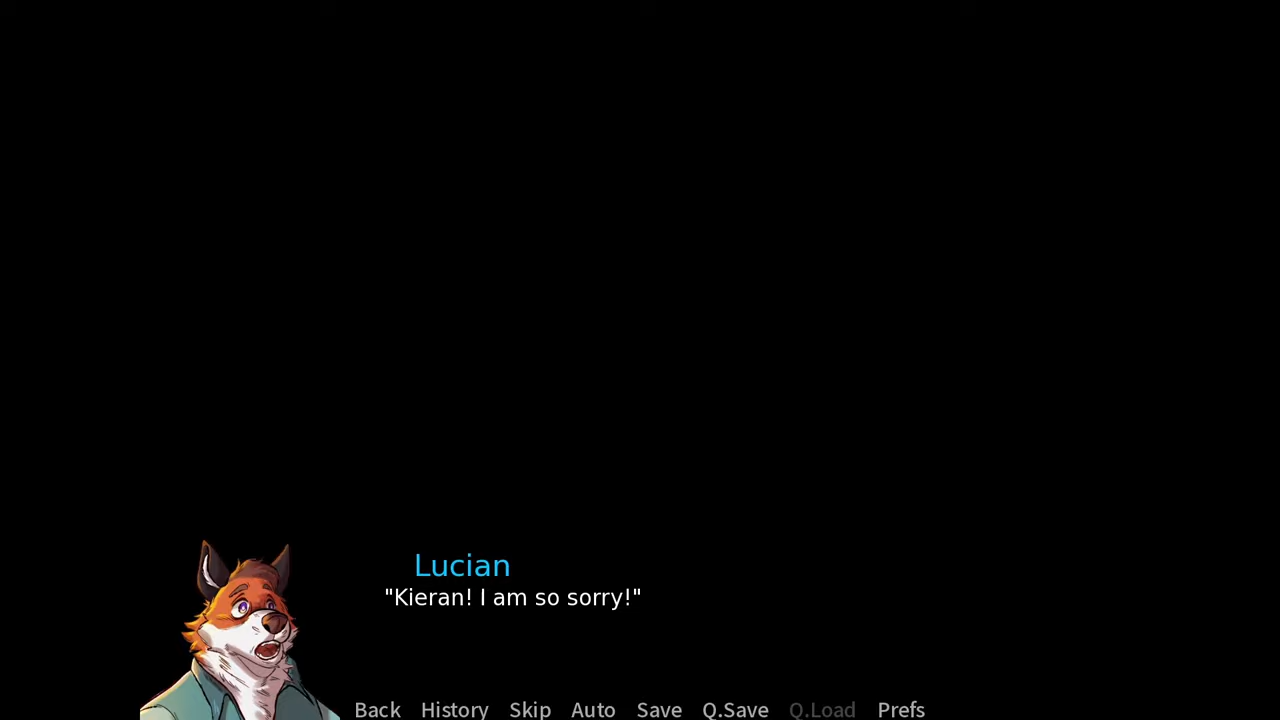 Lucian
"Kieran! I am so sorry!"
Back History Skip Auto Save Q.Save Q.Load Prefs